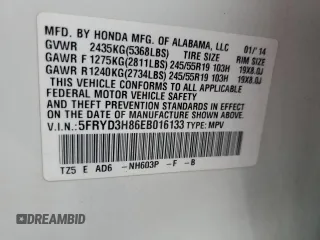 MFD. BY HONDA MFG. OF ALABAMA, LLC 01/'14
GVWR 2435KG(5368LBS) TIRE SIZE RIM SIZE
GAWR F 1275KG(2811LBS) 245/55R19 103H 19X8.0J
GAWR R 1240KG(2734LBS) 245/55R19 103H 19X8.0J
THIS VEHICLE CONFORMS TO ALL APPLICABLE
FEDERAL MOTOR VEHICLE SAFETY AND
THEFT PREVENTION STANDARDS IN EFFECT
ON THE DATE OF MANUFACTURE SHOWN ABOVE.
V.I.N.: 5FRYD3H86EB016133 TYPE: MPV
TZ5 E AD6 -NH603P -F -B
© 2026 BIDHISTORY